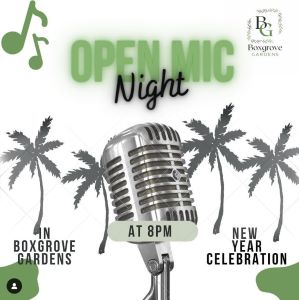 BG
Boxgrove
GARDENS
OPEN MIC
Night
AT 8PM
IN
BOXGROVE
GARDENS
NEW
YEAR
CELEBRATION